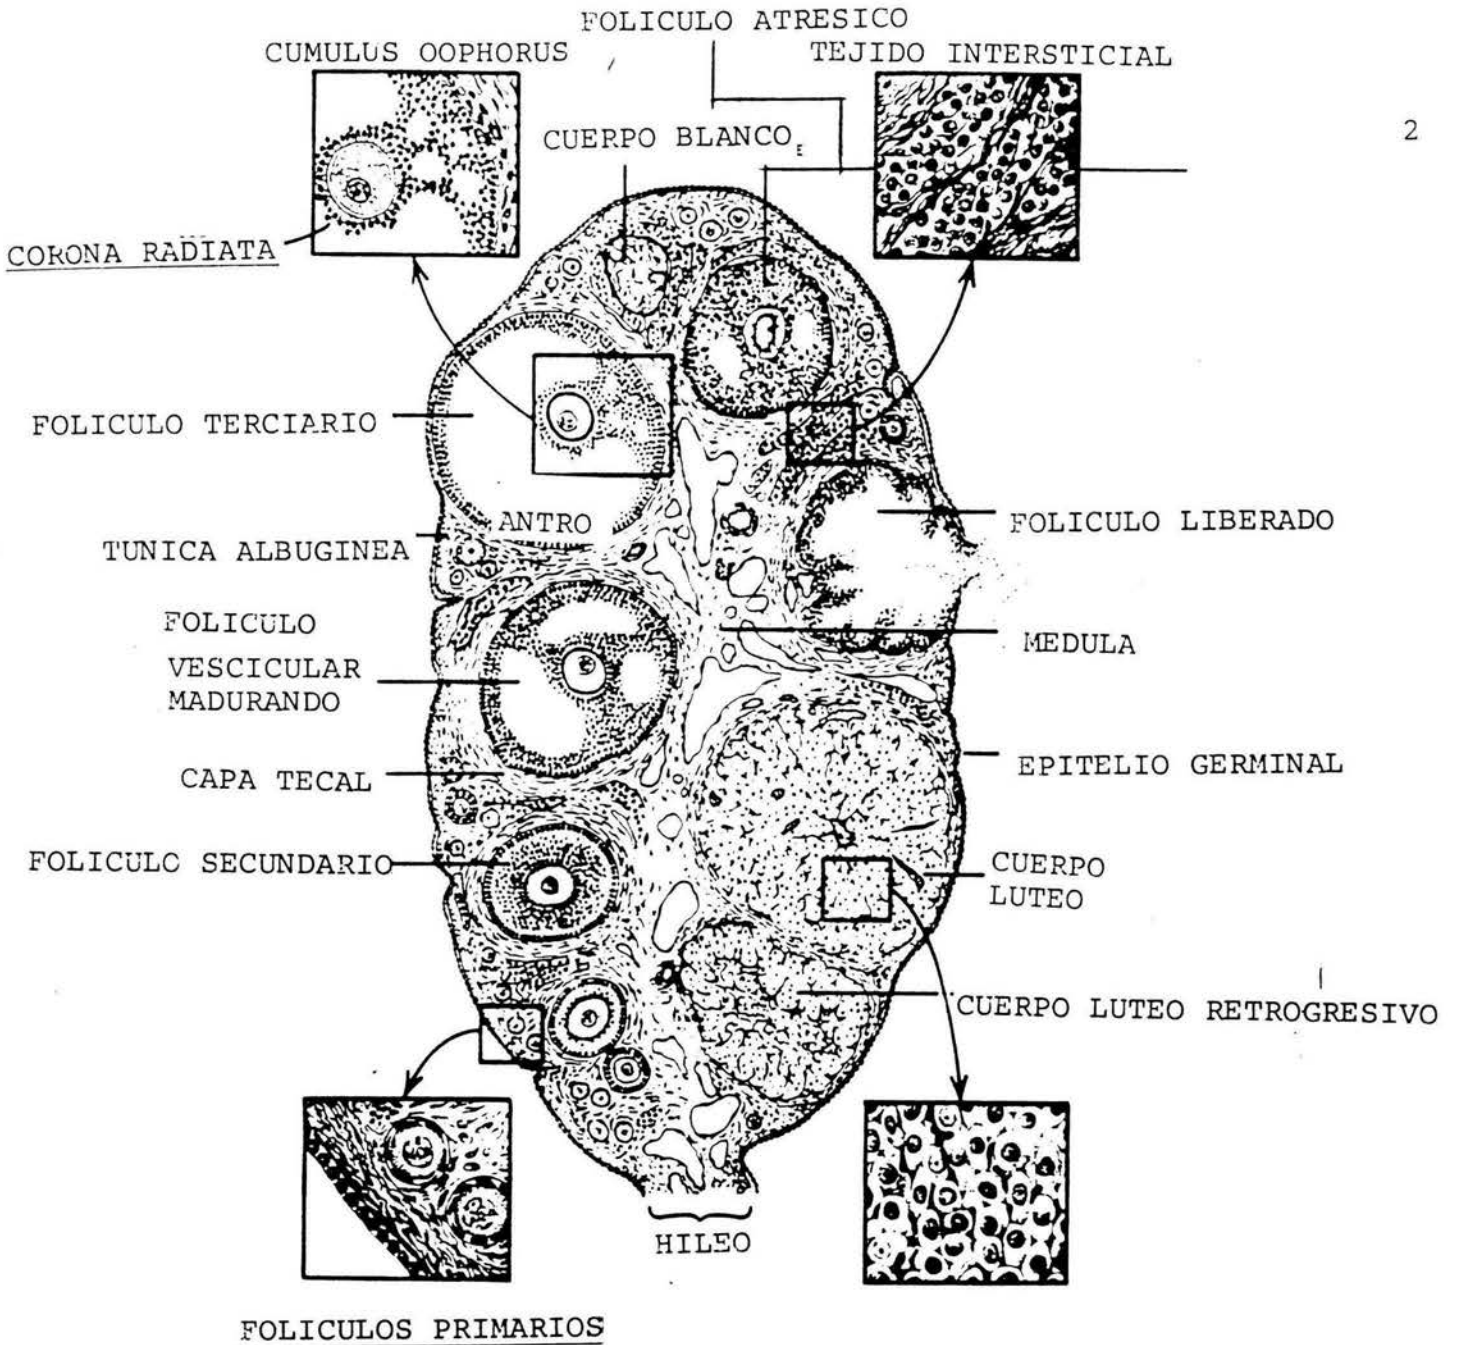 FOLICULO ATRESICO
CUMULUS OOPHORUS
TEJIDO INTERSTICIAL
2
CUERPO BLANCO
CORONA RADIATA
FOLICULO TERCIARIO
ANTRO
FOLICULO LIBERADO
TUNICA ALBUGINEA
FOLICULO
VESCICULAR
MADURANDO
MEDULA
CAPA TECAL
EPITELIO GERMINAL
FOLICULO SECUNDARIO
CUERPO
LUTEO
CUERPO LUTEO RETROGRESIVO
HILEO
FOLICULOS PRIMARIOS